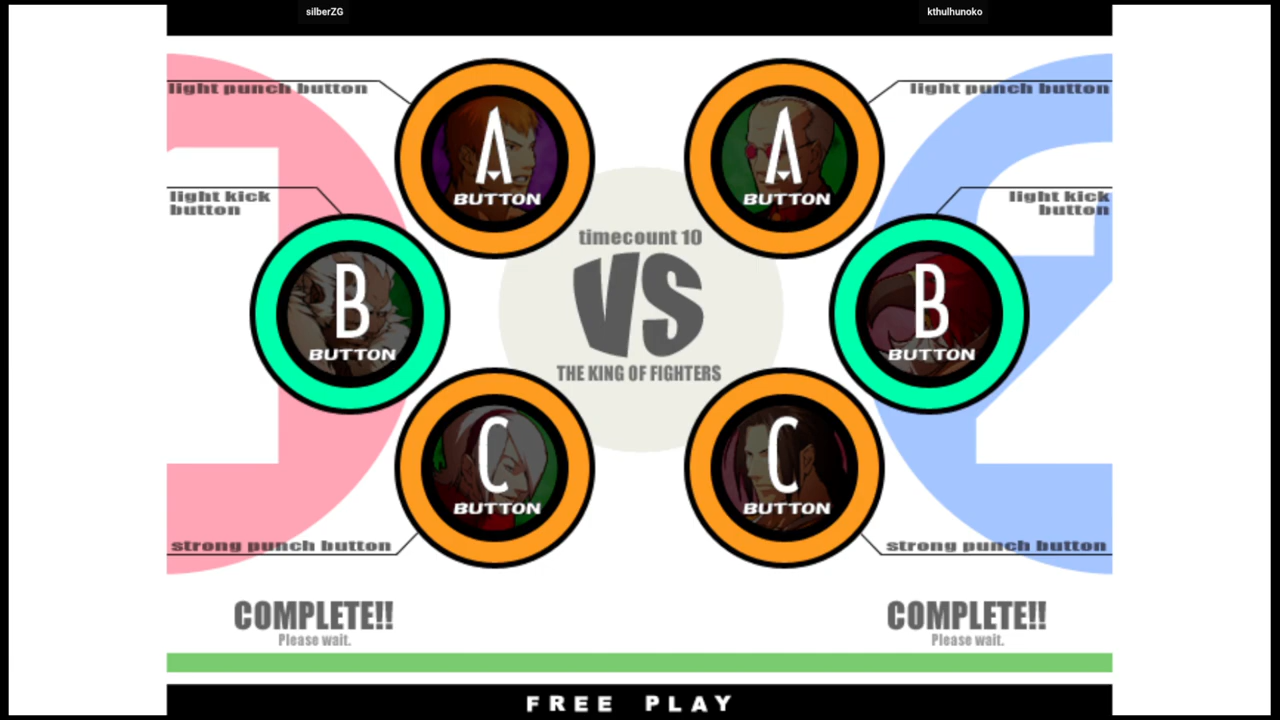 silberZG
kthulhunoko
light punch button
light punch button
A
BUTTON
A
BUTTON
light kick
button
light kick
button
timecount 10
VS
THE KING OF FIGHTERS
B
BUTTON
B
BUTTON
C
BUTTON
C
BUTTON
strong punch button
strong punch button
COMPLETE!!
Please wait.
COMPLETE!!
Please wait.
FREE PLAY
1
2